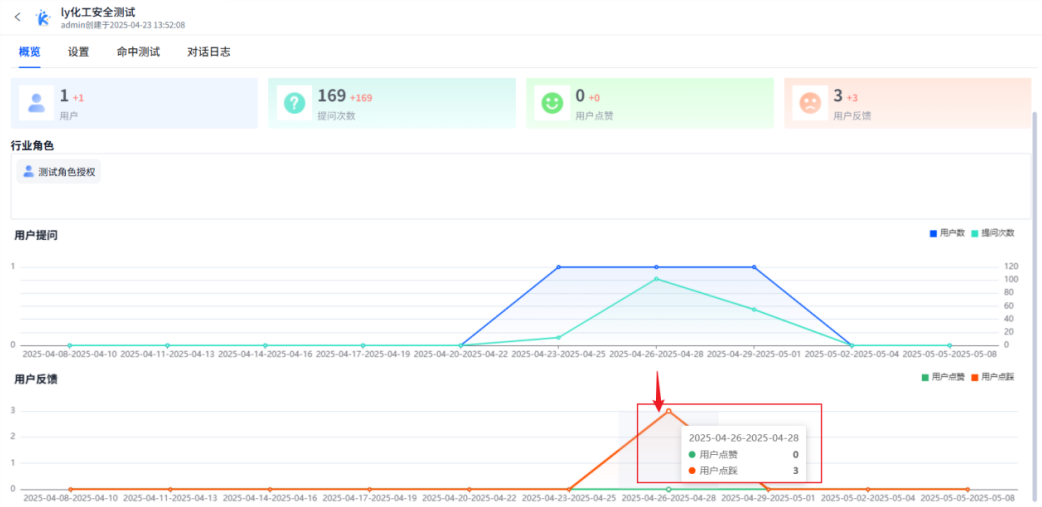 ly化工安全测试
admin创建于2025-04-23 13:52:08
概览 设置 命中测试 对话日志
1 +1
用户
169 +169
提问次数
0 +0
用户点赞
3 +3
用户反馈
行业角色
测试角色授权
用户提问
用户数 提问次数
1
0
120
100
80
60
40
20
0
2025-04-08-2025-04-10 2025-04-11-2025-04-13 2025-04-14-2025-04-16 2025-04-17-2025-04-19 2025-04-20-2025-04-22 2025-04-23-2025-04-25 2025-04-26-2025-04-28 2025-04-29-2025-05-01 2025-05-02-2025-05-04 2025-05-05-2025-05-08
用户反馈
用户点赞 用户点踩
3
2
1
0
2025-04-26-2025-04-28
用户点赞 0
用户点踩 3
2025-04-08-2025-04-10 2025-04-11-2025-04-13 2025-04-14-2025-04-16 2025-04-17-2025-04-19 2025-04-20-2025-04-22 2025-04-23-2025-04-25 2025-04-26-2025-04-28 2025-04-29-2025-05-01 2025-05-02-2025-05-04 2025-05-05-2025-05-08